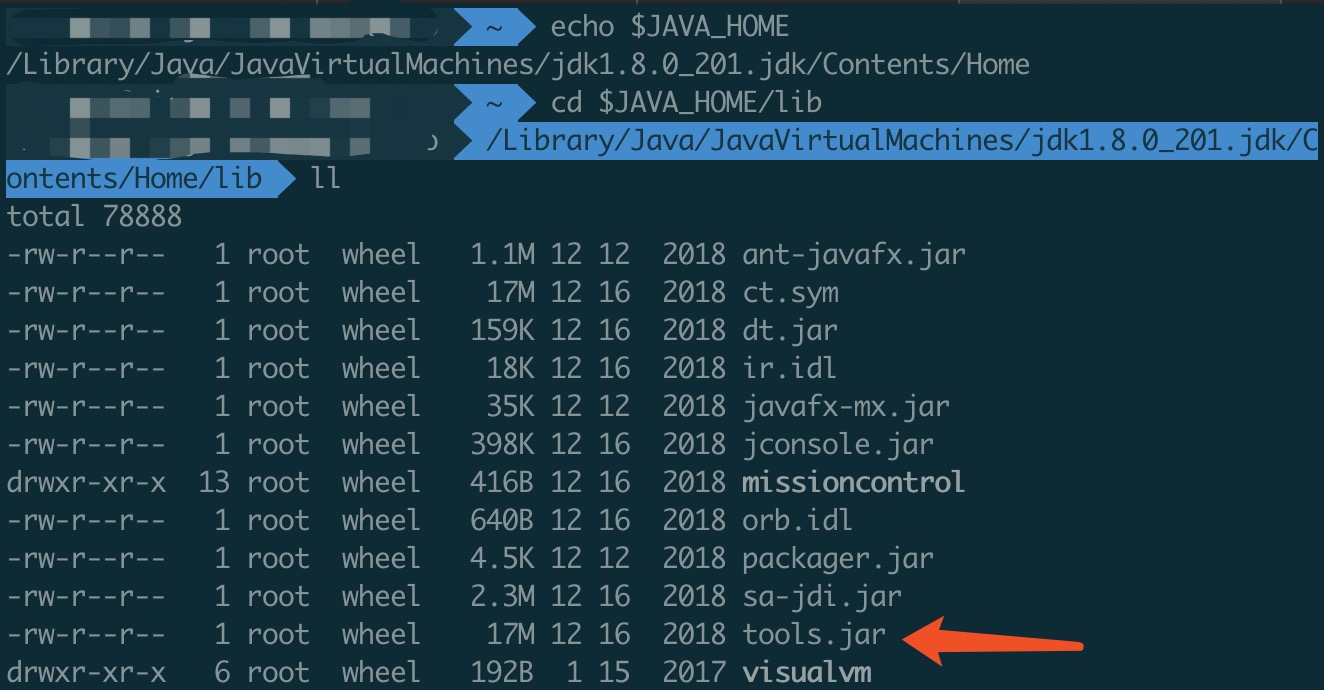 ~ echo $JAVA_HOME
/Library/Java/JavaVirtualMachines/jdk1.8.0_201.jdk/Contents/Home
~ cd $JAVA_HOME/lib
/Library/Java/JavaVirtualMachines/jdk1.8.0_201.jdk/C
ontents/Home/lib ll
total 78888
-rw-r--r-- 1 root wheel 1.1M 12 12 2018 ant-javafx.jar
-rw-r--r-- 1 root wheel 17M 12 16 2018 ct.sym
-rw-r--r-- 1 root wheel 159K 12 16 2018 dt.jar
-rw-r--r-- 1 root wheel 18K 12 16 2018 ir.idl
-rw-r--r-- 1 root wheel 35K 12 12 2018 javafx-mx.jar
-rw-r--r-- 1 root wheel 398K 12 16 2018 jconsole.jar
drwxr-xr-x 13 root wheel 416B 12 16 2018 missioncontrol
-rw-r--r-- 1 root wheel 640B 12 16 2018 orb.idl
-rw-r--r-- 1 root wheel 4.5K 12 12 2018 packager.jar
-rw-r--r-- 1 root wheel 2.3M 12 16 2018 sa-jdi.jar
-rw-r--r-- 1 root wheel 17M 12 16 2018 tools.jar
drwxr-xr-x 6 root wheel 192B 1 15 2017 visualvm